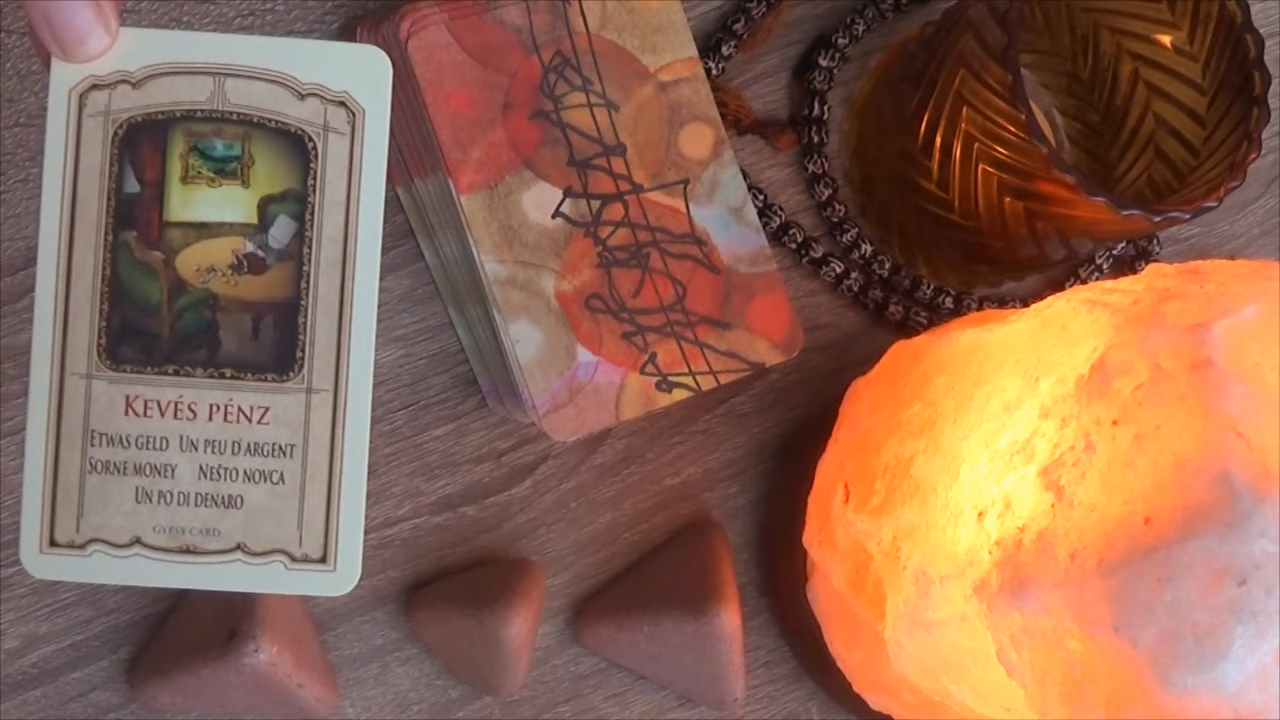 KEVÉS PÉNZ
ETWAS GELD UN PEU D'ARGENT
SORNE MONEY NEŠTO NOVCA
UN PO' DI DENARO
GYPSY CARD